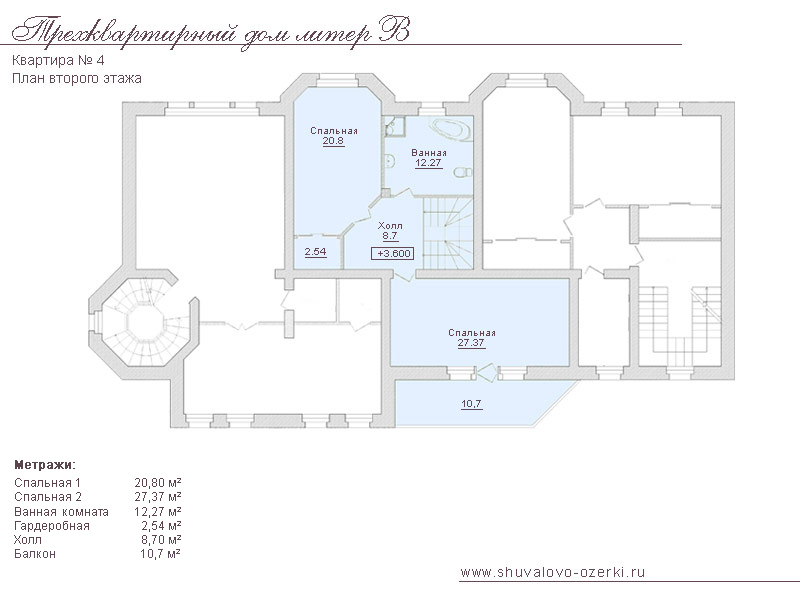 Трехквартирный дом литер В
Квартира № 4
План второго этажа
Спальная
20.8
Ванная
12.27
Холл
8.7
+3.600
2.54
Спальная
27.37
10,7
Метражи:
Спальная 1 20,80 м²
Спальная 2 27,37 м²
Ванная комната 12,27 м²
Гардеробная 2,54 м²
Холл 8,70 м²
Балкон 10,7 м²
www.shuvalovo-ozerki.ru